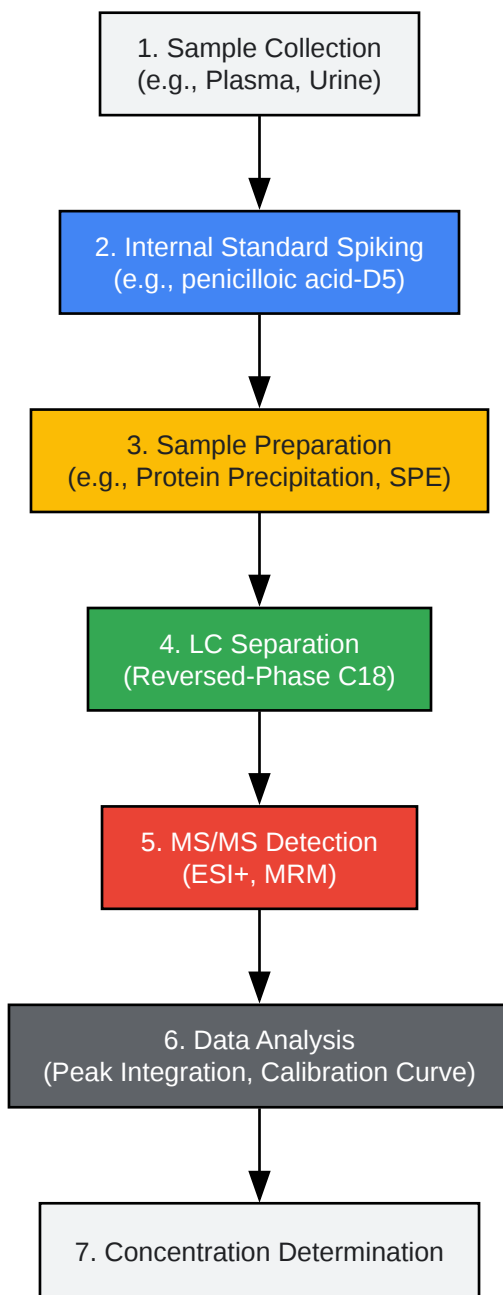 1. Sample Collection
(e.g., Plasma, Urine)
2. Internal Standard Spiking
(e.g., penicilloic acid-D5)
3. Sample Preparation
(e.g., Protein Precipitation, SPE)
4. LC Separation
(Reversed-Phase C18)
5. MS/MS Detection
(ESI+, MRM)
6. Data Analysis
(Peak Integration, Calibration Curve)
7. Concentration Determination